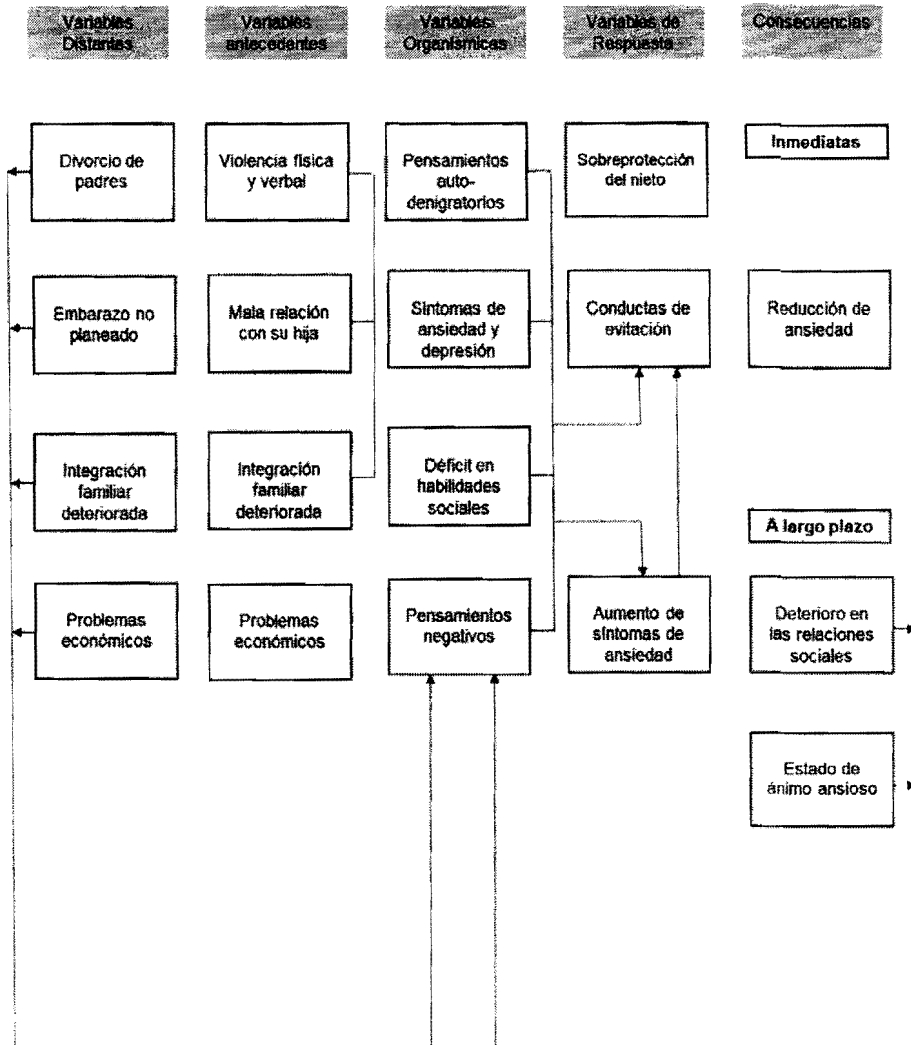 Variables
Distantes
Variables
antecedentes
Variables
Organísmicas
Variables de
Respuesta
Consecuencias
Divorcio de
padres
Violencia física
y verbal
Pensamientos
auto-
denigratorios
Sobreprotección
del nieto
Inmediatas
Embarazo no
planeado
Mala relación
con su hija
Síntomas de
ansiedad y
depresión
Conductas de
evitación
Reducción de
ansiedad
Integración
familiar
deteriorada
Integración
familiar
deteriorada
Déficit en
habilidades
sociales
A largo plazo
Problemas
económicos
Problemas
económicos
Pensamientos
negativos
Aumento de
síntomas de
ansiedad
Deterioro en
las relaciones
sociales
Estado de
ánimo ansioso